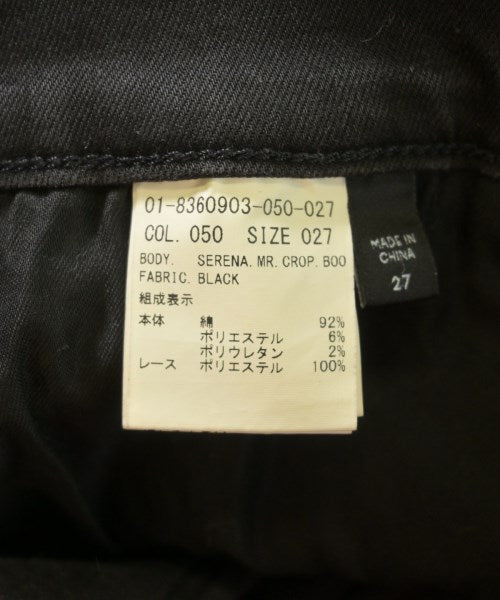 01-8360903-050-027
COL. 050 SIZE 027
BODY. SERENA. MR. CROP. BOO
FABRIC. BLACK
組成表示
本体 綿 92%
ポリエステル 6%
ポリウレタン 2%
レース ポリエステル 100%
MADE IN
CHINA
27